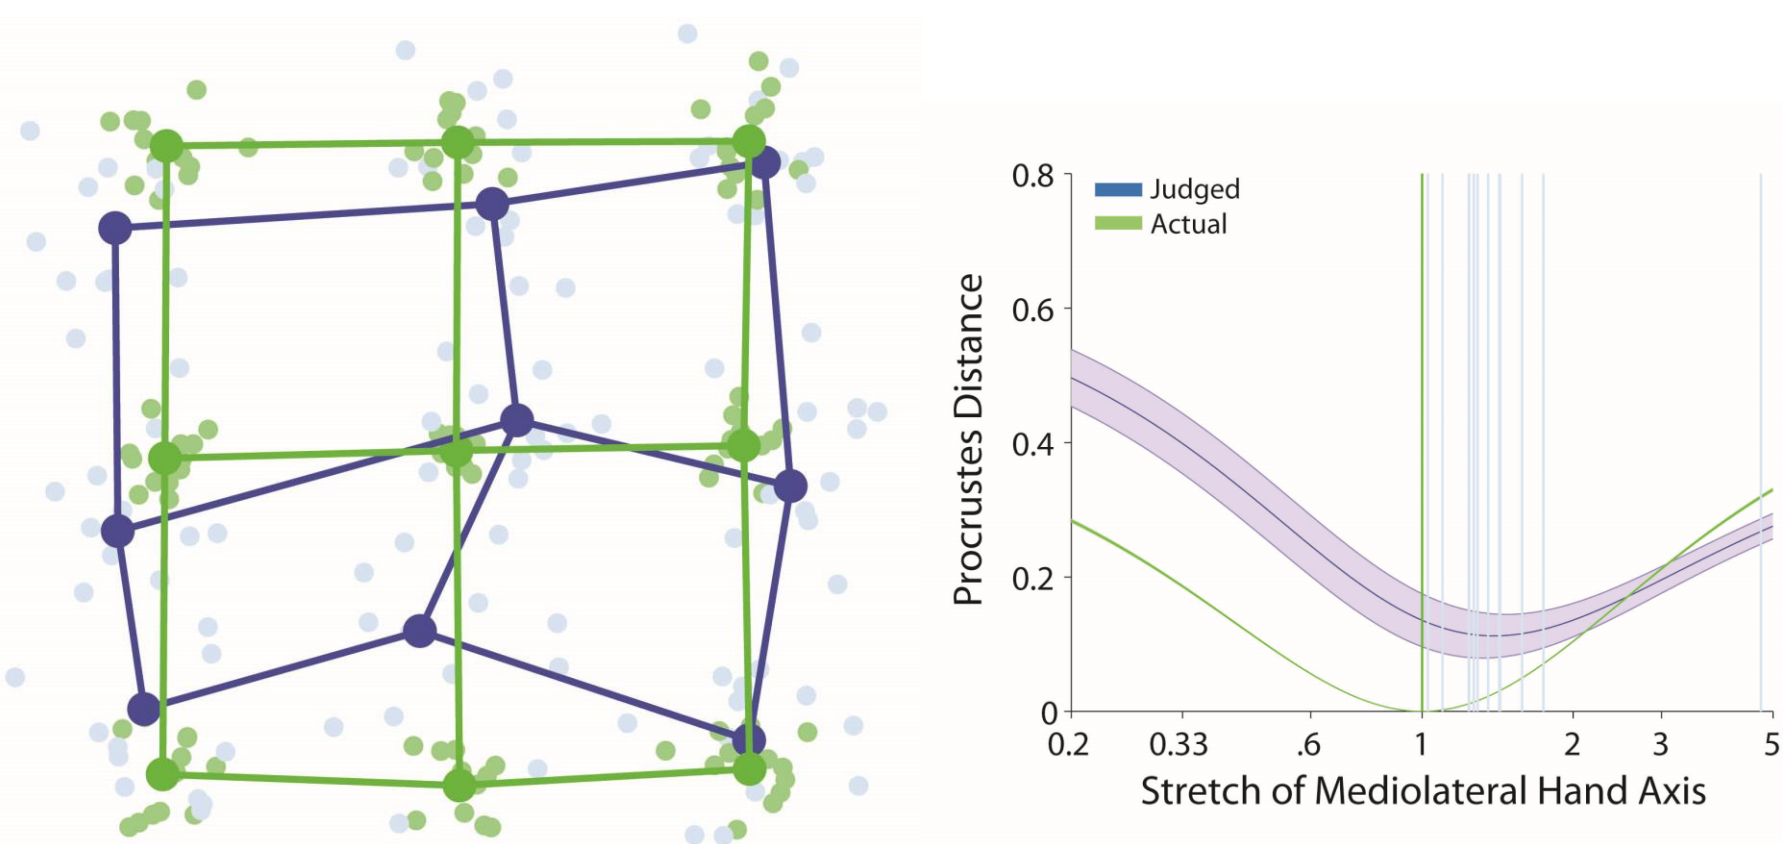 Judged
Actual
Procrustes Distance
0.8
0.6
0.4
0.2
0
0.2 0.33 .6 1 2 3 5
Stretch of Mediolateral Hand Axis